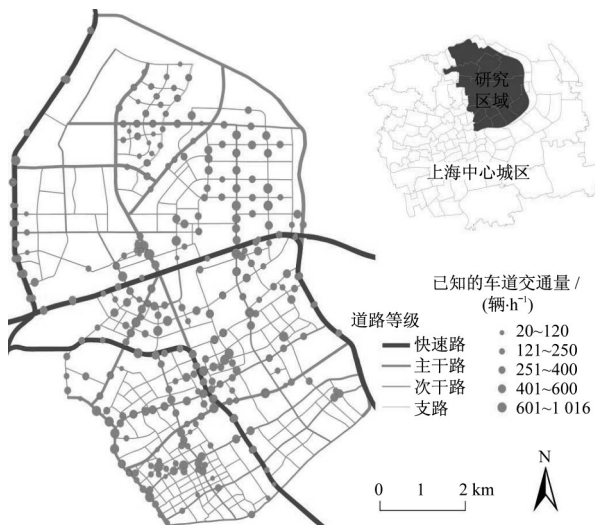 研究
区域
上海中心城区
已知的车道交通量 /
(辆·h⁻¹)
20~120
121~250
251~400
401~600
601~1 016
道路等级
快速路
主干路
次干路
支路
N
0 1 2 km